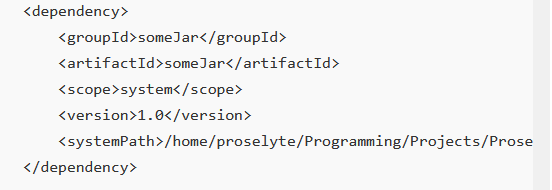 <dependency>
<groupId>someJar</groupId>
<artifactId>someJar</artifactId>
<scope>system</scope>
<version>1.0</version>
<systemPath>/home/proselyte/Programming/Projects/Prose
</dependency>